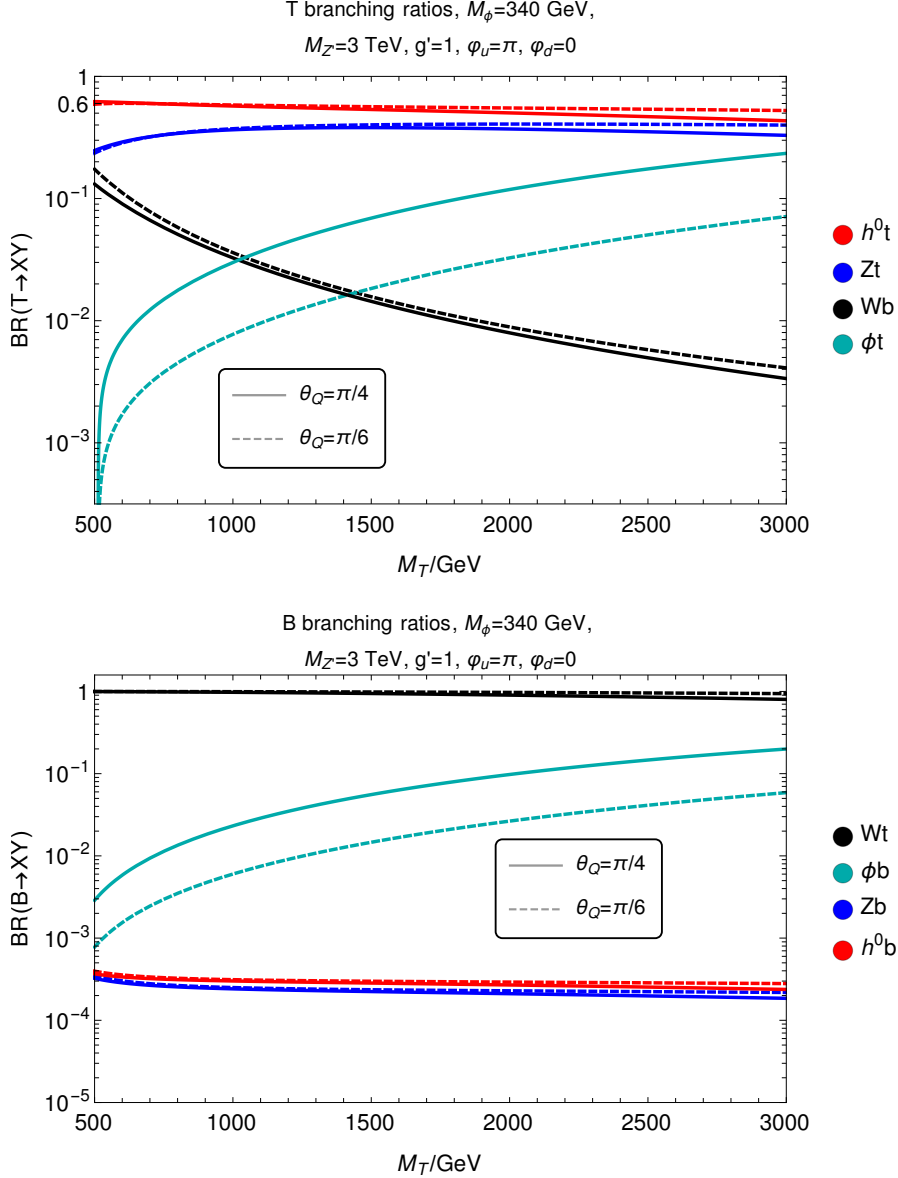 T branching ratios, M_ϕ=340 GeV,
M_Z'=3 TeV, g'=1, φ_u=π, φ_d=0
1
0.6
10^-1
10^-2
10^-3
BR(T→XY)
θ_Q=π/4
θ_Q=π/6
500 1000 1500 2000 2500 3000
M_T/GeV
h^0t
Zt
Wb
ϕt
B branching ratios, M_ϕ=340 GeV,
M_Z'=3 TeV, g'=1, φ_u=π, φ_d=0
1
10^-1
10^-2
10^-3
10^-4
10^-5
BR(B→XY)
θ_Q=π/4
θ_Q=π/6
500 1000 1500 2000 2500 3000
M_T/GeV
Wt
ϕb
Zb
h^0b